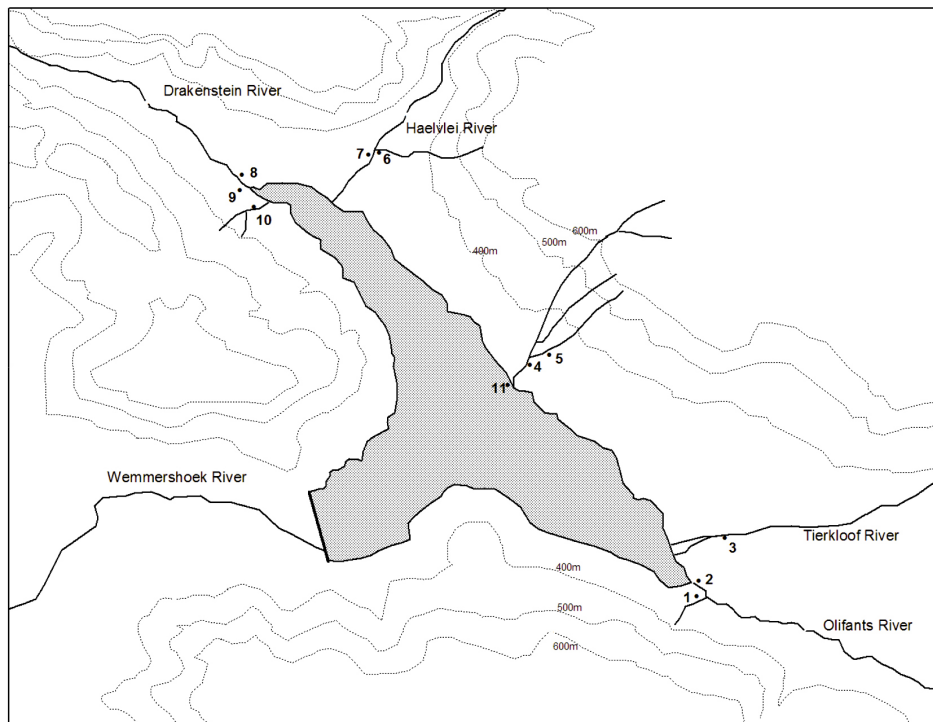 Drakenstein River
Haelvlei River
7
6
8
9
10
600m
500m
400m
5
4
11
Wemmershoek River
Tierkloof River
3
400m
2
1
500m
Olifants River
600m